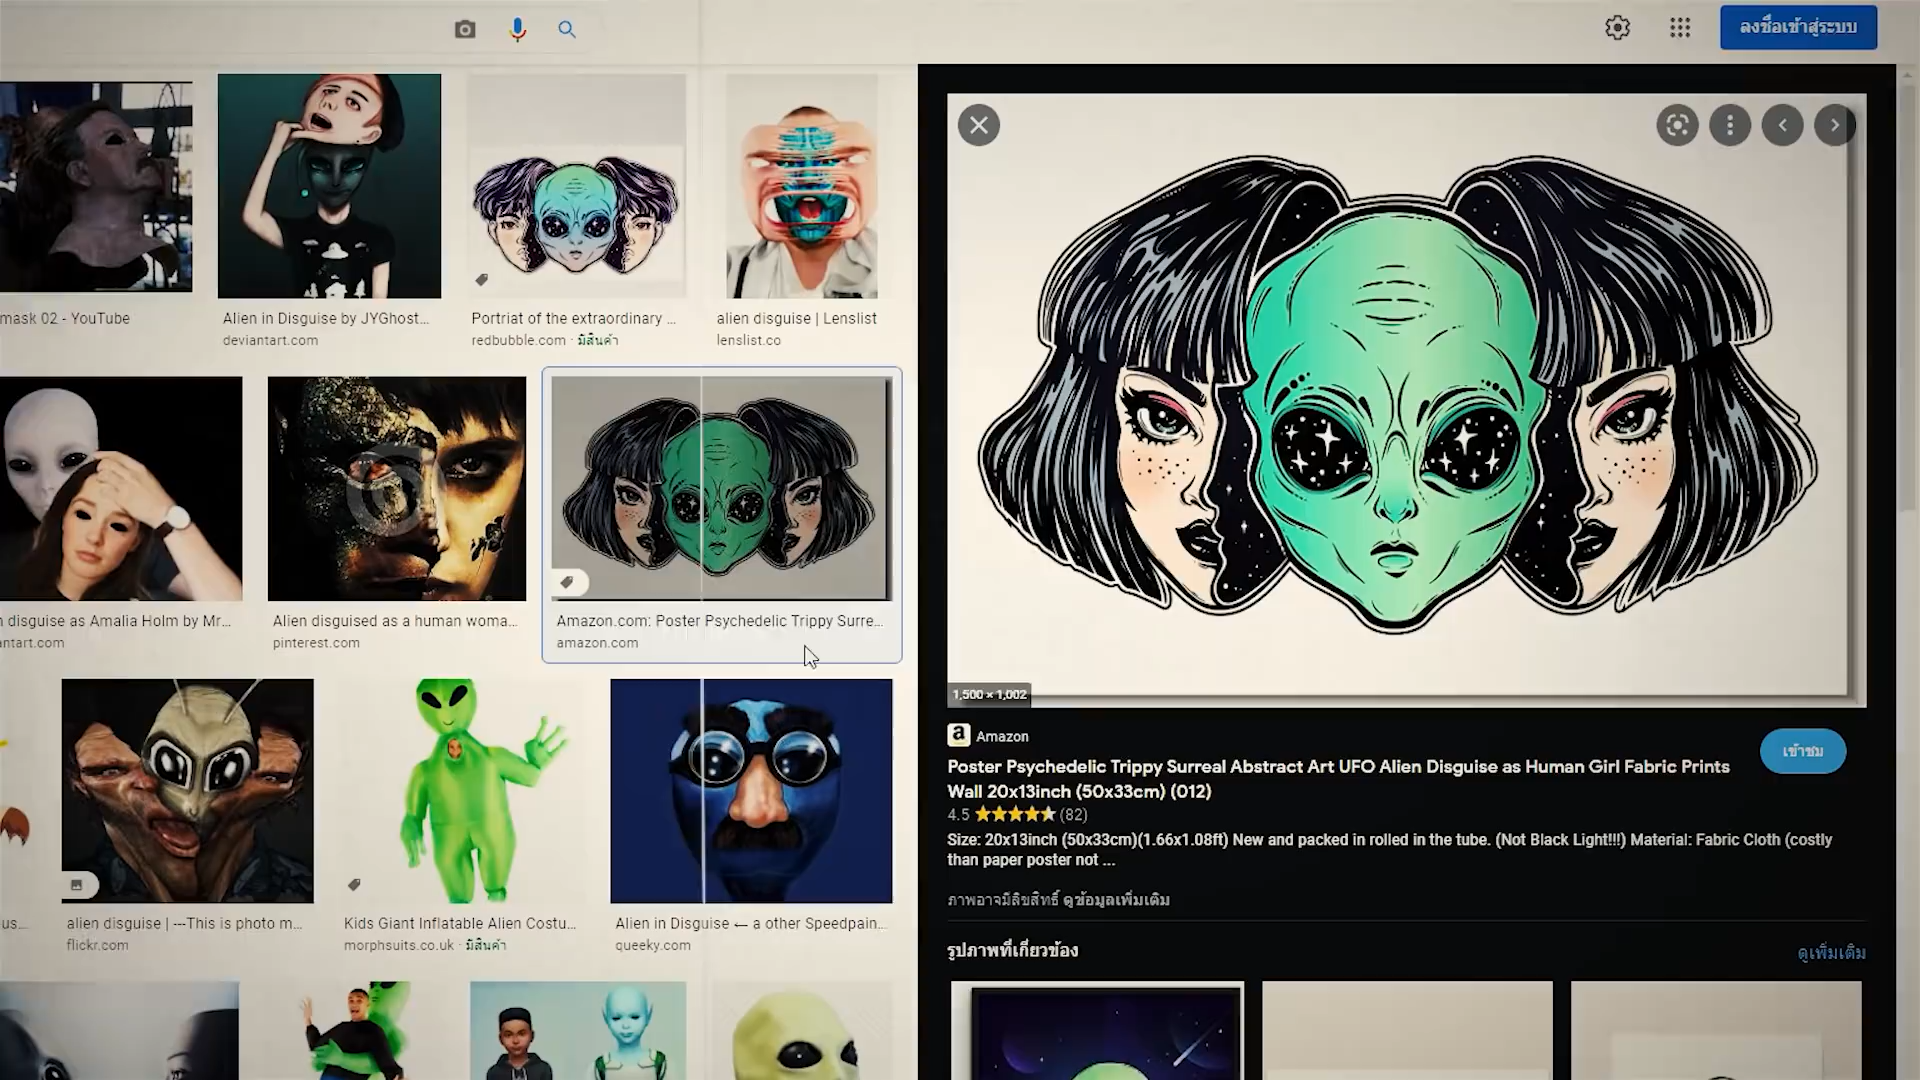 ลงชื่อเข้าสู่ระบบ
mask 02 - YouTube
Alien in Disguise by JYGhost...
deviantart.com
Portriat of the extraordinary ...
redbubble.com · มีสินค้า
alien disguise | Lenslist
lenslist.co
disguise as Amalia Holm by Mr...
antart.com
Alien disguised as a human woma...
pinterest.com
Amazon.com: Poster Psychedelic Trippy Surre...
amazon.com
us...
alien disguise | ---This is photo m...
flickr.com
Kids Giant Inflatable Alien Costu...
morphsuits.co.uk · มีสินค้า
Alien in Disguise ← a other Speedpain...
queeky.com
1,500 × 1,002
a Amazon
เข้าชม
Poster Psychedelic Trippy Surreal Abstract Art UFO Alien Disguise as Human Girl Fabric Prints
Wall 20x13inch (50x33cm) (012)
4.5 (82)
Size: 20x13inch (50x33cm)(1.66x1.08ft) New and packed in rolled in the tube. (Not Black Light!!!) Material: Fabric Cloth (costly
than paper poster not ...
ภาพอาจมีลิขสิทธิ์ ดูข้อมูลเพิ่มเติม
รูปภาพที่เกี่ยวข้อง
ดูเพิ่มเติม